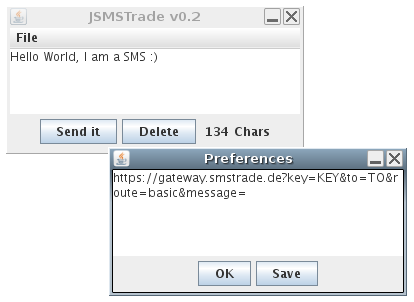 JSMSTrade v0.2
File
Hello World, I am a SMS :)
Send it Delete 134 Chars
Preferences
https://gateway.smstrade.de?key=KEY&to=TO&r
oute=basic&message=
OK Save